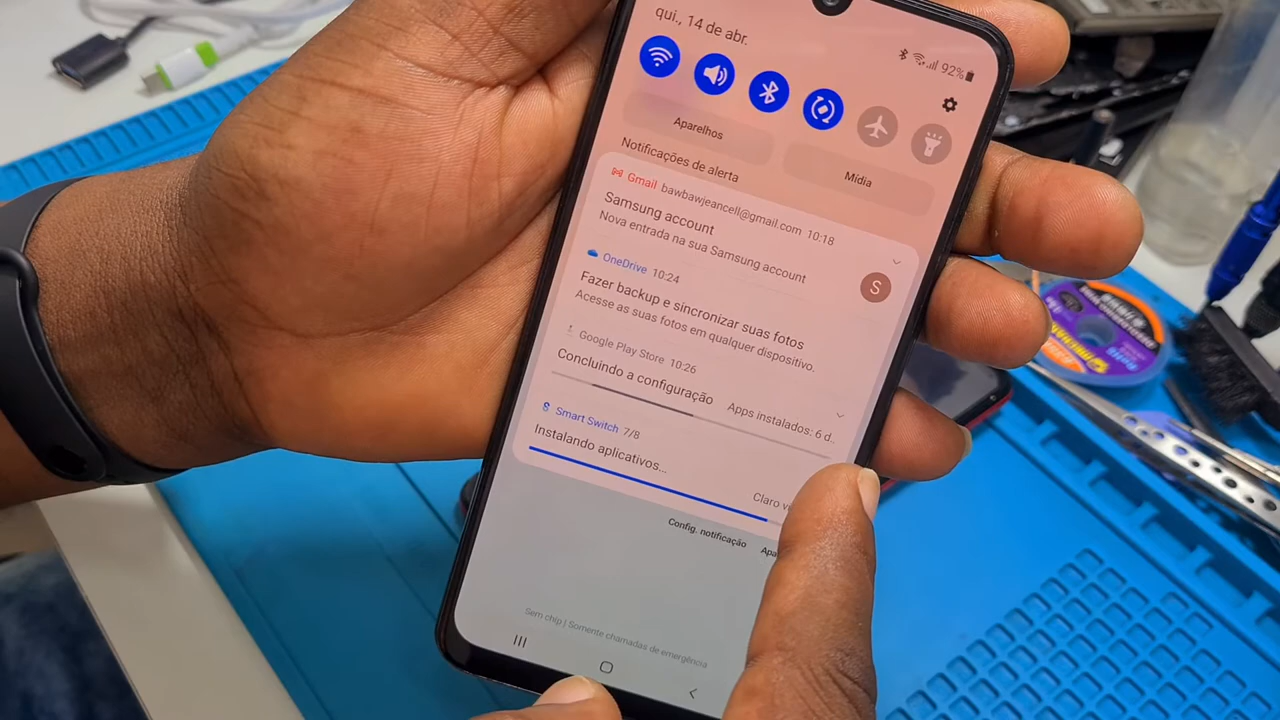 qui., 14 de abr.
92%
Aparelhos
Mídia
Notificações de alerta
Gmail bawbawjeancell@gmail.com 10:18
Samsung account
Nova entrada na sua Samsung account
S
OneDrive 10:24
Fazer backup e sincronizar suas fotos
Acesse as suas fotos em qualquer dispositivo.
Google Play Store 10:26
Concluindo a configuração
Apps instalados: 6 d..
Smart Switch 7/8
Instalando aplicativos...
Claro
Config. notificação
Sem chip | Somente chamadas de emergência